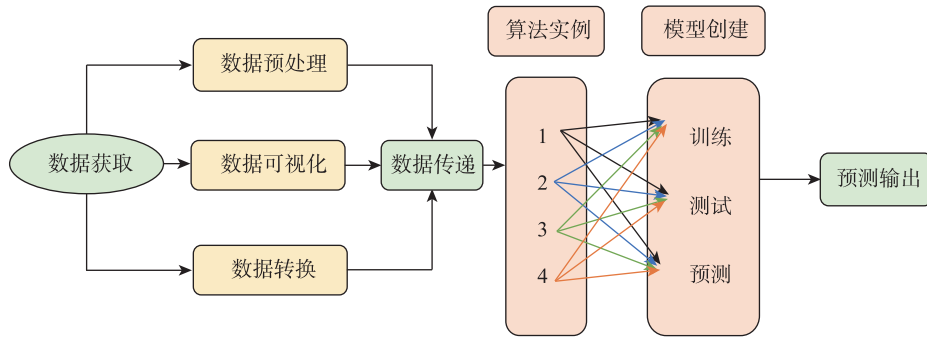 算法实例
模型创建
数据预处理
数据获取
数据可视化
数据转换
数据传递
1
2
3
4
训练
测试
预测
预测输出